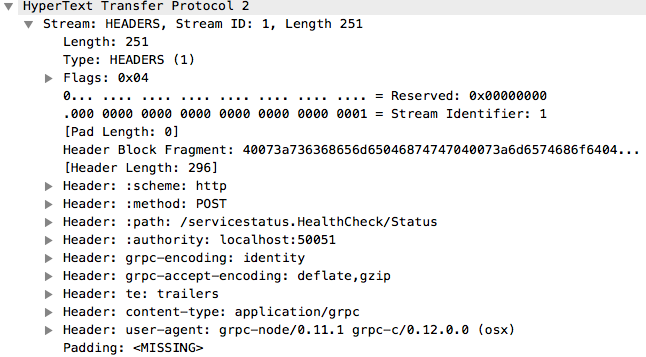 HyperText Transfer Protocol 2
Stream: HEADERS, Stream ID: 1, Length 251
Length: 251
Type: HEADERS (1)
Flags: 0x04
0... .... .... .... .... .... .... .... = Reserved: 0x00000000
.000 0000 0000 0000 0000 0000 0000 0001 = Stream Identifier: 1
[Pad Length: 0]
Header Block Fragment: 40073a736368656d65046874747040073a6d6574686f6404...
[Header Length: 296]
Header: :scheme: http
Header: :method: POST
Header: :path: /servicestatus.HealthCheck/Status
Header: :authority: localhost:50051
Header: grpc-encoding: identity
Header: grpc-accept-encoding: deflate,gzip
Header: te: trailers
Header: content-type: application/grpc
Header: user-agent: grpc-node/0.11.1 grpc-c/0.12.0.0 (osx)
Padding: <MISSING>